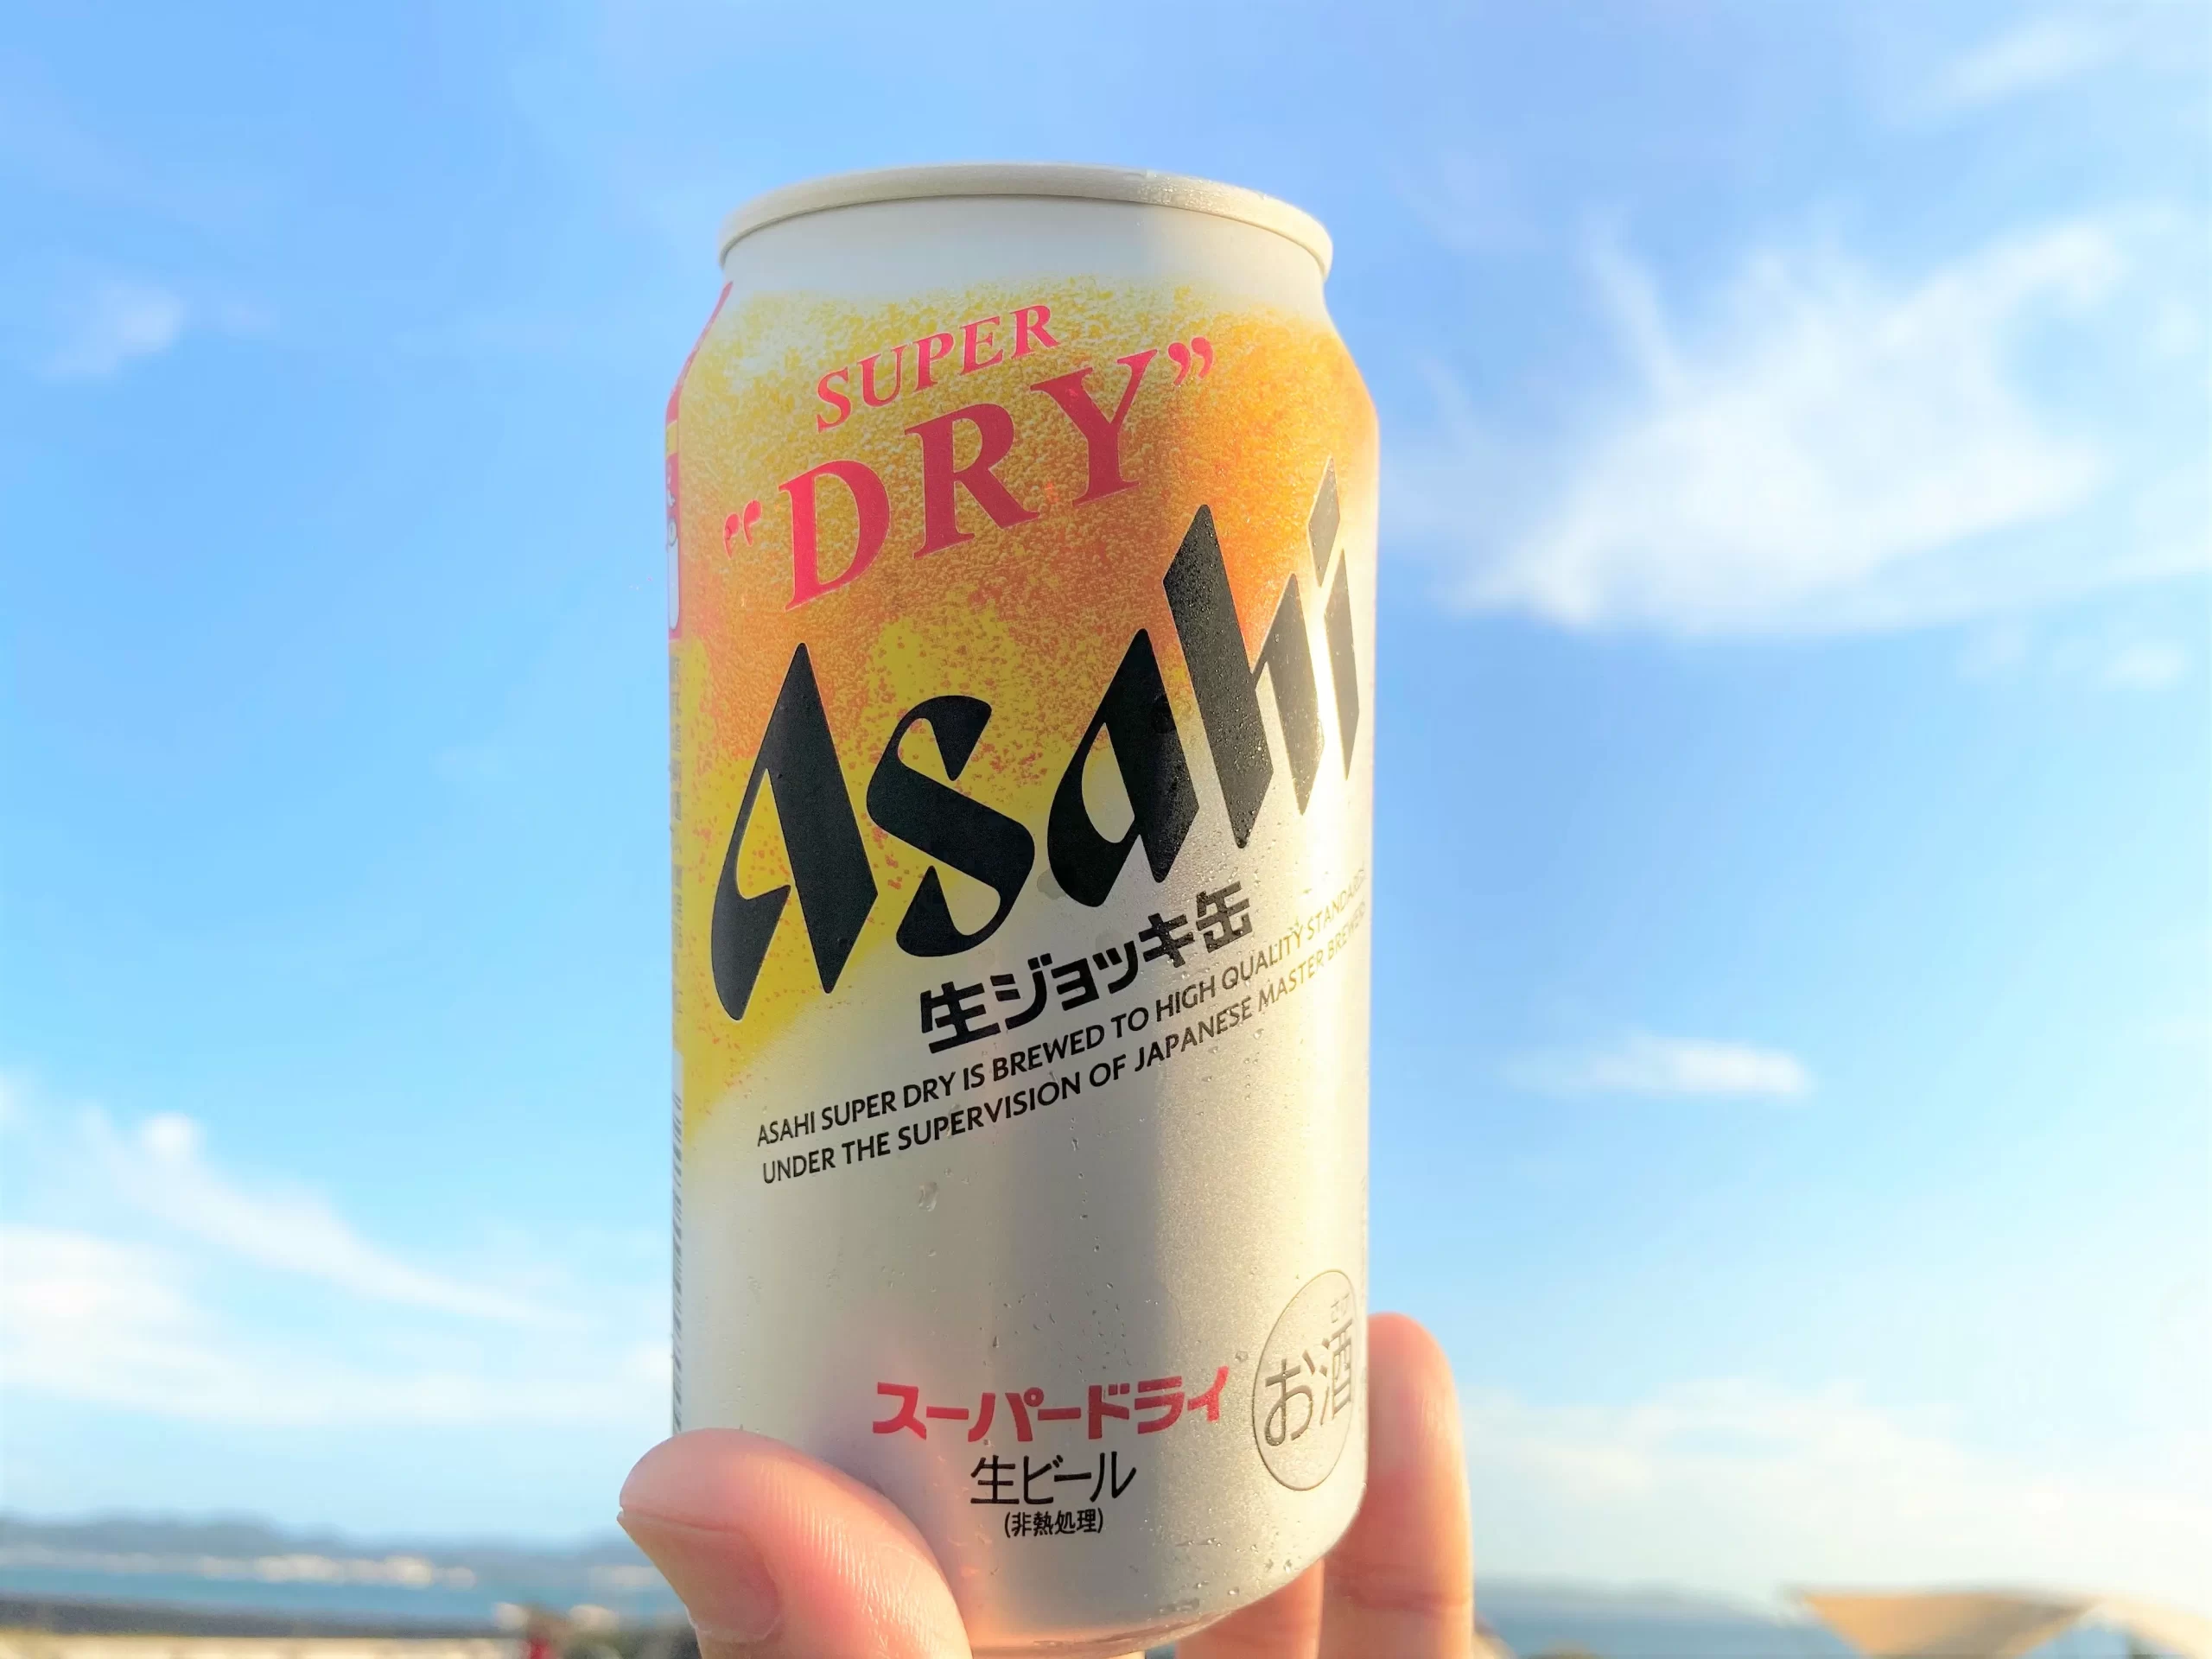 SUPER
“DRY”
Asahi
生ジョッキ缶
ASAHI SUPER DRY IS BREWED TO HIGH QUALITY STANDARDS
UNDER THE SUPERVISION OF JAPANESE MASTER BREWERS
スーパードライ
生ビール
(非熱処理)
さけ
お酒